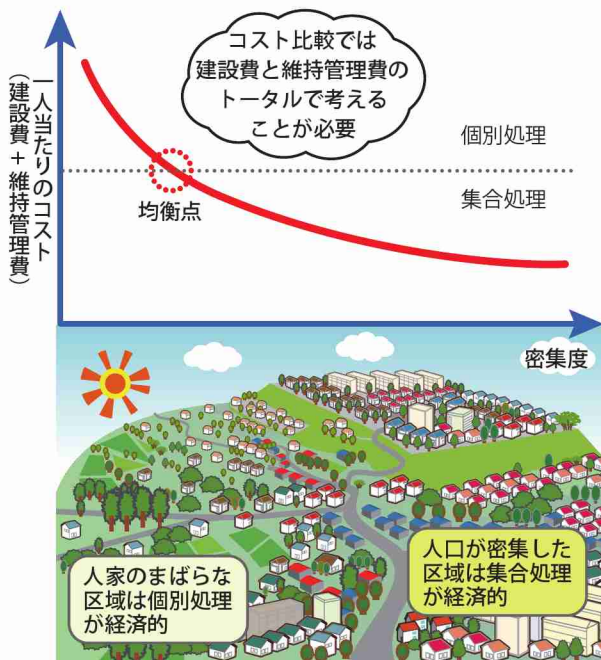 コスト比較では
建設費と維持管理費の
トータルで考える
ことが必要
一人当たりのコスト
(建設費+維持管理費)
個別処理
集合処理
均衡点
密集度
人家のまばらな
区域は個別処理
が経済的
人口が密集した
区域は集合処理
が経済的